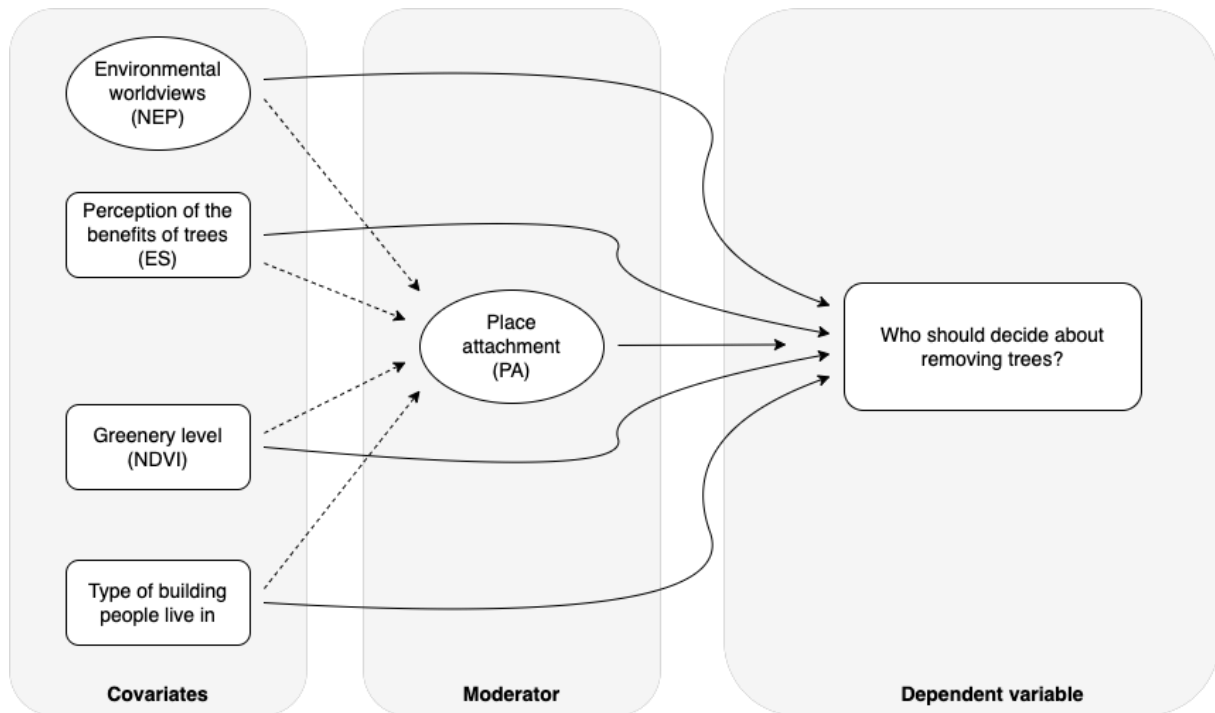 Environmental
worldviews
(NEP)
Perception of the
benefits of trees
(ES)
Place
attachment
(PA)
Who should decide about
removing trees?
Greenery level
(NDVI)
Type of building
people live in
Covariates
Moderator
Dependent variable